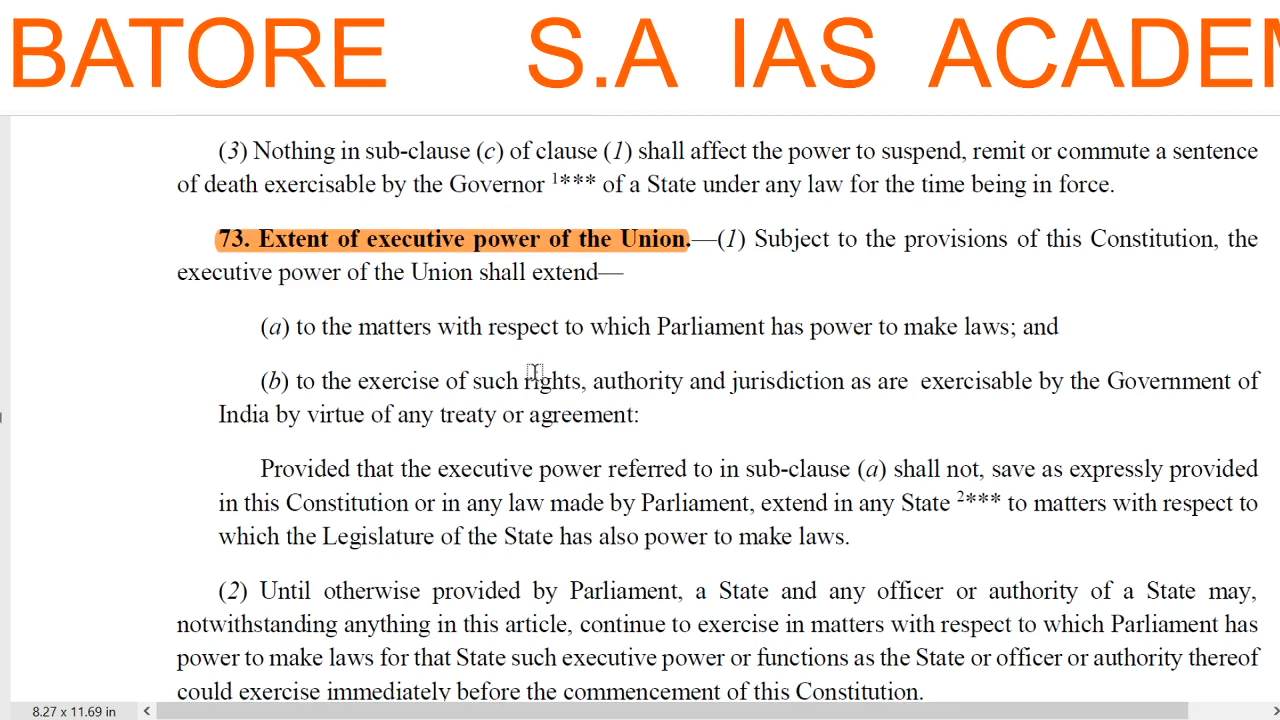 BATORE S.A IAS ACADEM
(3) Nothing in sub-clause (c) of clause (1) shall affect the power to suspend, remit or commute a sentence
of death exercisable by the Governor 1*** of a State under any law for the time being in force.
73. Extent of executive power of the Union.—(1) Subject to the provisions of this Constitution, the
executive power of the Union shall extend—
(a) to the matters with respect to which Parliament has power to make laws; and
(b) to the exercise of such rights, authority and jurisdiction as are exercisable by the Government of
India by virtue of any treaty or agreement:
Provided that the executive power referred to in sub-clause (a) shall not, save as expressly provided
in this Constitution or in any law made by Parliament, extend in any State 2*** to matters with respect to
which the Legislature of the State has also power to make laws.
(2) Until otherwise provided by Parliament, a State and any officer or authority of a State may,
notwithstanding anything in this article, continue to exercise in matters with respect to which Parliament has
power to make laws for that State such executive power or functions as the State or officer or authority thereof
could exercise immediately before the commencement of this Constitution.
8.27 x 11.69 in